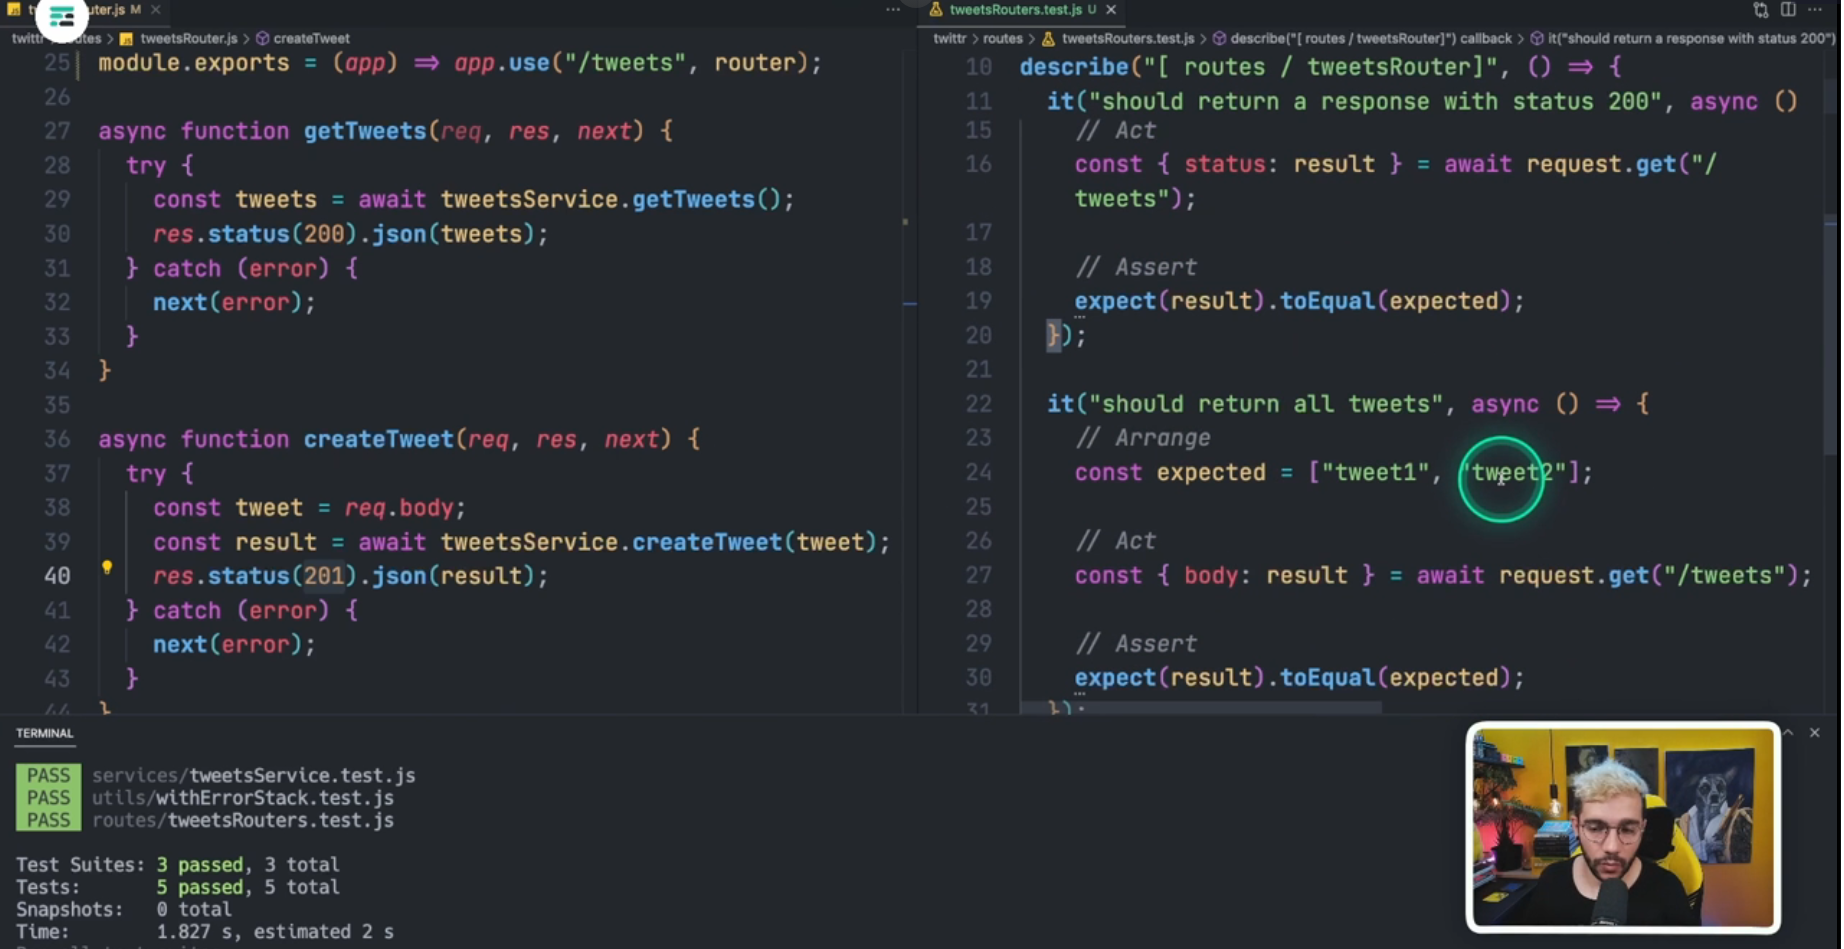 uter.js M
twittr
utes > tweetsRouter.js > createTweet
25 module.exports = (app) => app.use("/tweets", router);
26
27 async function getTweets(req, res, next) {
28 try {
29 const tweets = await tweetsService.getTweets();
30 res.status(200).json(tweets);
31 } catch (error) {
32 next(error);
33 }
34 }
35
36 async function createTweet(req, res, next) {
37 try {
38 const tweet = req.body;
39 const result = await tweetsService.createTweet(tweet);
40 res.status(201).json(result);
41 } catch (error) {
42 next(error);
43 }
44 }
tweetsRouters.test.js U
twittr > routes > tweetsRouters.test.js > describe("[ routes / tweetsRouter]") callback > it("should return a response with status 200")
10 describe("[ routes / tweetsRouter]", () => {
11 it("should return a response with status 200", async ()
15 // Act
16 const { status: result } = await request.get("/
tweets");
17
18 // Assert
19 expect(result).toEqual(expected);
20 });
21
22 it("should return all tweets", async () => {
23 // Arrange
24 const expected = ["tweet1", "tweet2"];
25
26 // Act
27 const { body: result } = await request.get("/tweets");
28
29 // Assert
30 expect(result).toEqual(expected);
31 });
TERMINAL
PASS services/tweetsService.test.js
PASS utils/withErrorStack.test.js
PASS routes/tweetsRouters.test.js
Test Suites: 3 passed, 3 total
Tests: 5 passed, 5 total
Snapshots: 0 total
Time: 1.827 s, estimated 2 s